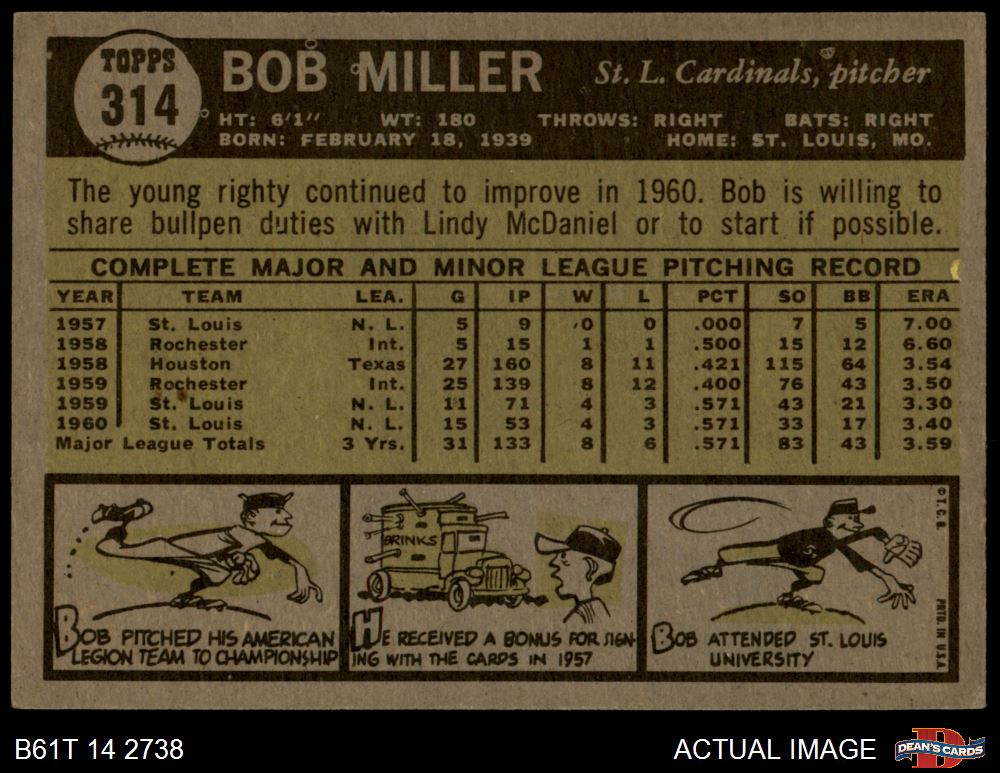 TOPPS
314
BOB MILLER
St. L. Cardinals, pitcher
HT: 6'1" WT: 180 THROWS: RIGHT BATS: RIGHT
BORN: FEBRUARY 18, 1939 HOME: ST. LOUIS, MO.
The young righty continued to improve in 1960. Bob is willing to
share bullpen duties with Lindy McDaniel or to start if possible.
COMPLETE MAJOR AND MINOR LEAGUE PITCHING RECORD
YEAR TEAM LEA. G IP W L PCT SO BB ERA
1957 St. Louis N. L. 5 9 0 0 .000 7 5 7.00
1958 Rochester Int. 5 15 1 1 .500 15 12 6.60
1958 Houston Texas 27 160 8 11 .421 115 64 3.54
1959 Rochester Int. 25 139 8 12 .400 76 43 3.50
1959 St. Louis N. L. 11 71 4 3 .571 43 21 3.30
1960 St. Louis N. L. 15 53 4 3 .571 33 17 3.40
Major League Totals 3 Yrs. 31 133 8 6 .571 83 43 3.59
BOB PITCHED HIS AMERICAN
LEGION TEAM TO CHAMPIONSHIP
BRINKS
HE RECEIVED A BONUS FOR SIGN-
ING WITH THE CARDS IN 1957
BOB ATTENDED ST. LOUIS
UNIVERSITY
© T. C. G.
PRTD. IN U.S.A.
B61T 14 2738
ACTUAL IMAGE
D
DEAN'S CARDS